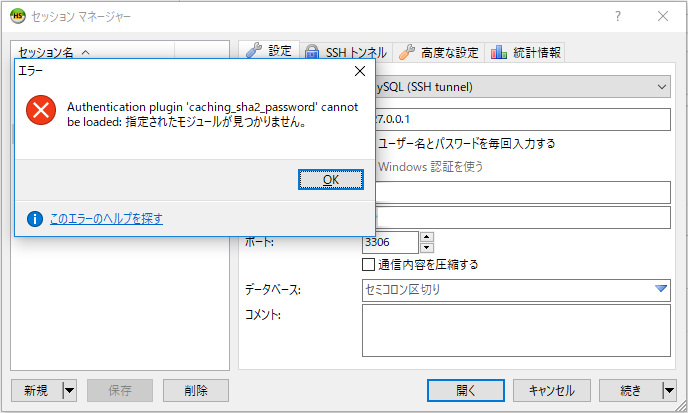 HS
セッション マネージャー
セッション名
設定
SSH トンネル
高度な設定
統計情報
エラー
Authentication plugin 'caching_sha2_password' cannot
be loaded: 指定されたモジュールが見つかりません。
OK
このエラーのヘルプを探す
ySQL (SSH tunnel)
27.0.0.1
ユーザー名とパスワードを毎回入力する
Windows 認証を使う
ポート:
3306
通信内容を圧縮する
データベース:
セミコロン区切り
コメント:
新規
保存
削除
開く
キャンセル
続き